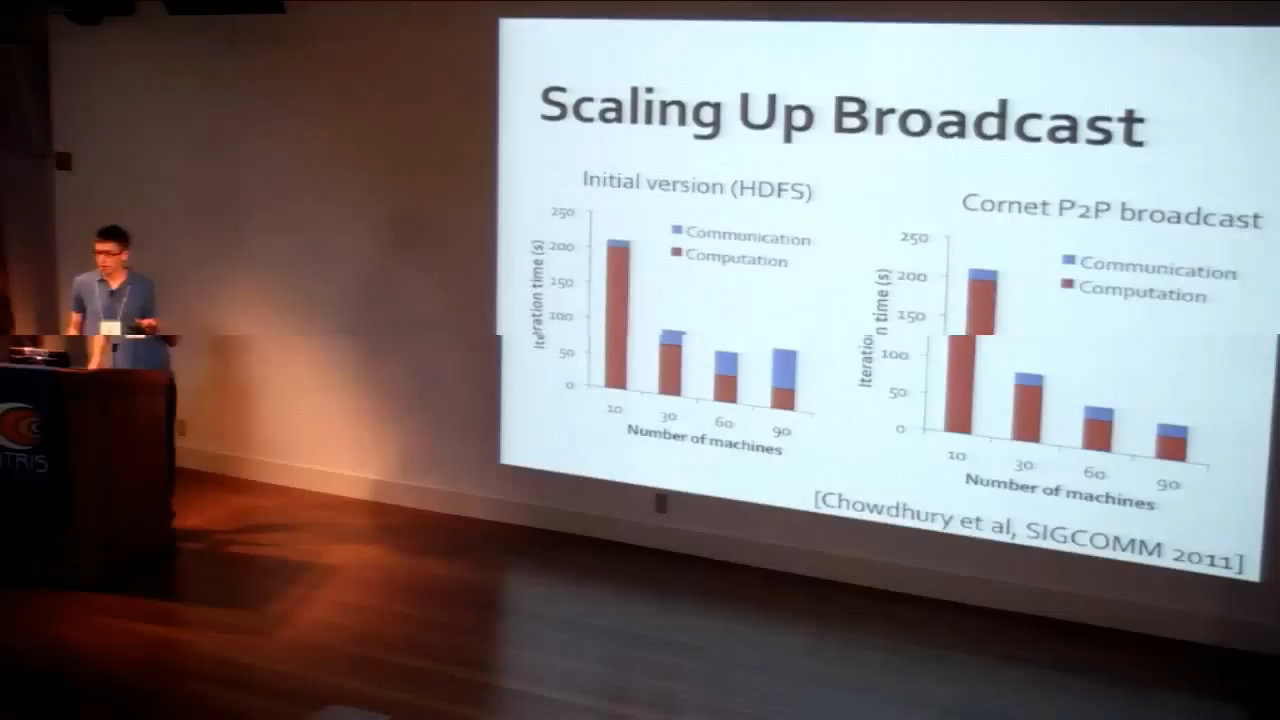 Scaling Up Broadcast
Initial version (HDFS)
250
200
150
100
50
0
Iteration time (s)
Communication
Computation
10 30 60 90
Number of machines
Cornet P2P broadcast
250
200
150
100
50
0
Iteration time (s)
Communication
Computation
10 30 60 90
Number of machines
[Chowdhury et al, SIGCOMM 2011]